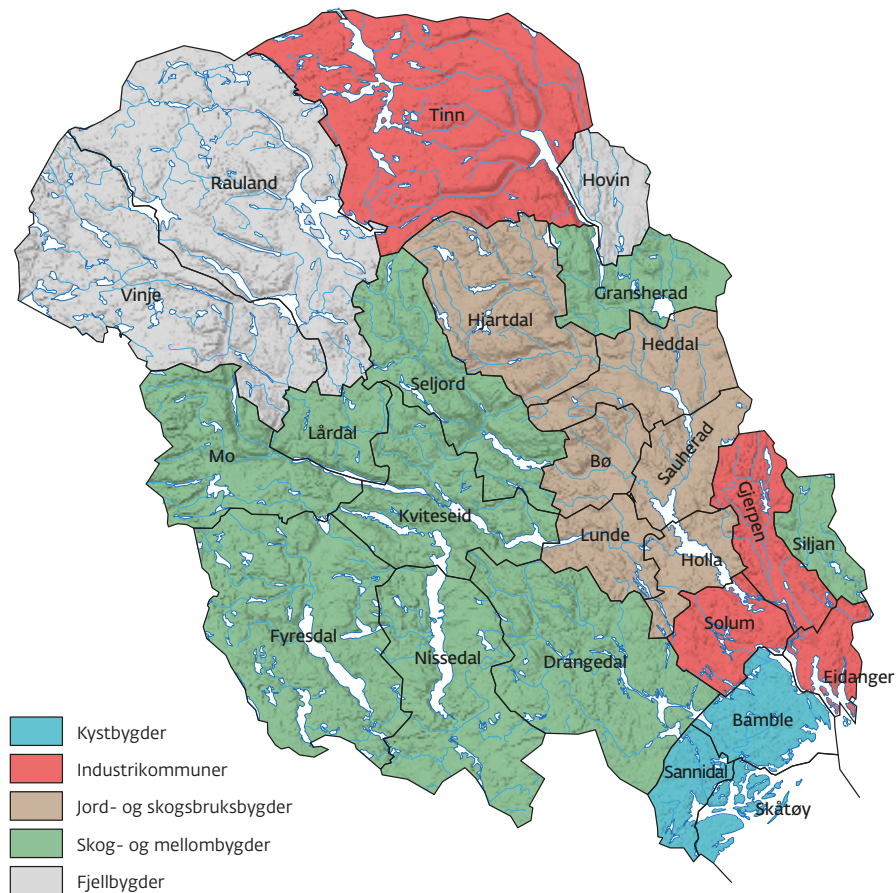 Tinn
Hovin
Rauland
Vinje
Gransherad
Hjartdal
Heddal
Seljord
Lårdal
Mo
Bø
Sauherad
Kviteseid
Gjerpen
Lunde
Siljan
Holla
Solum
Fyresdal
Nissedal
Drangedal
Eidanger
Bamble
Sannidal
Skåtøy
Kystbygder
Industrikommuner
Jord- og skogsbruksbygder
Skog- og mellombygder
Fjellbygder